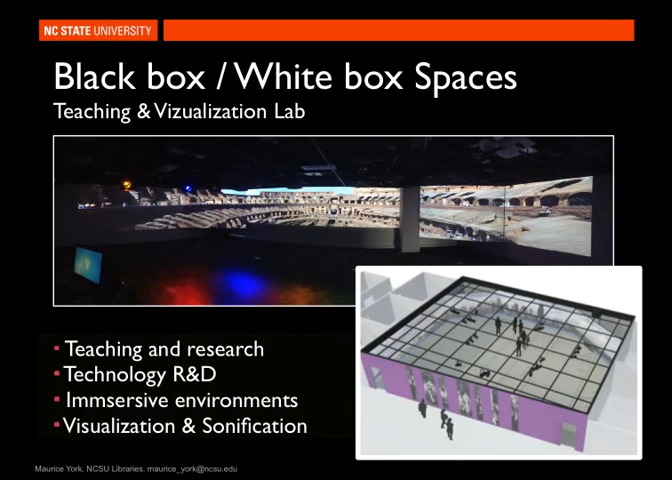 NC STATE UNIVERSITY
Black box / White box Spaces
Teaching & Vizualization Lab
Teaching and research
Technology R&D
Immsersive environments
Visualization & Sonification
Maurice York. NCSU Libraries. maurice_york@ncsu.edu